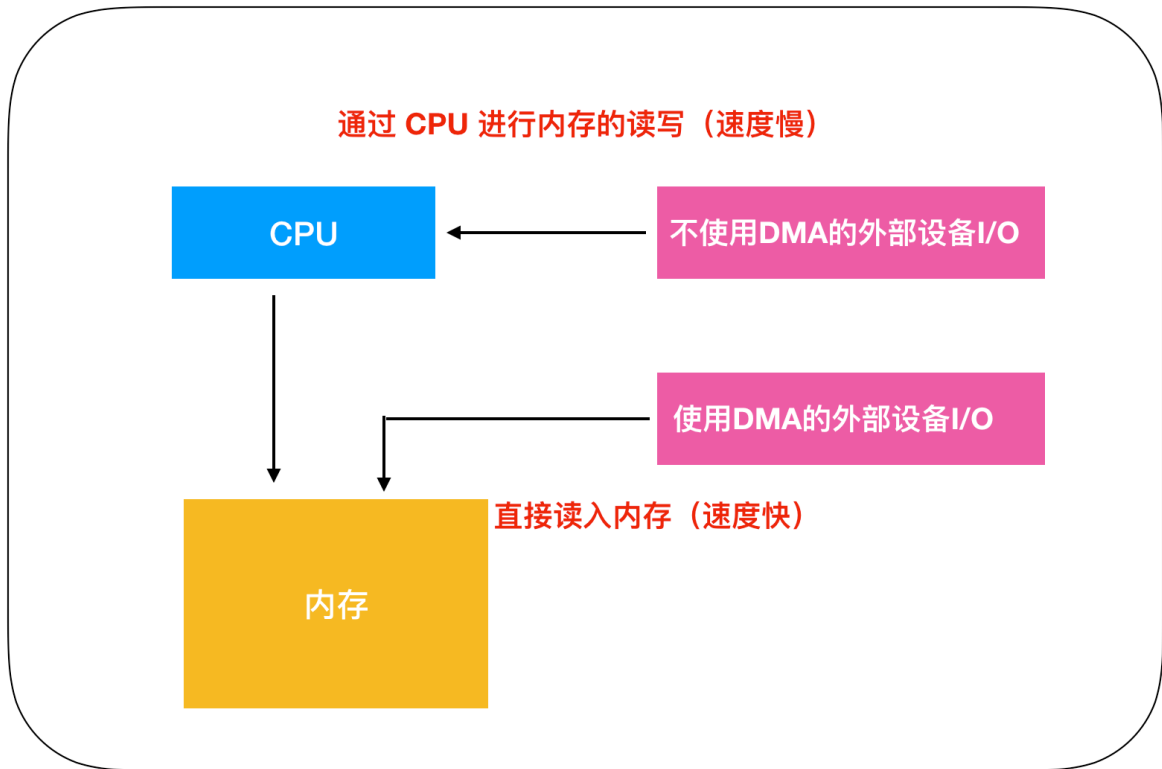 通过 CPU 进行内存的读写（速度慢）
CPU
不使用DMA的外部设备I/O
使用DMA的外部设备I/O
直接读入内存（速度快）
内存